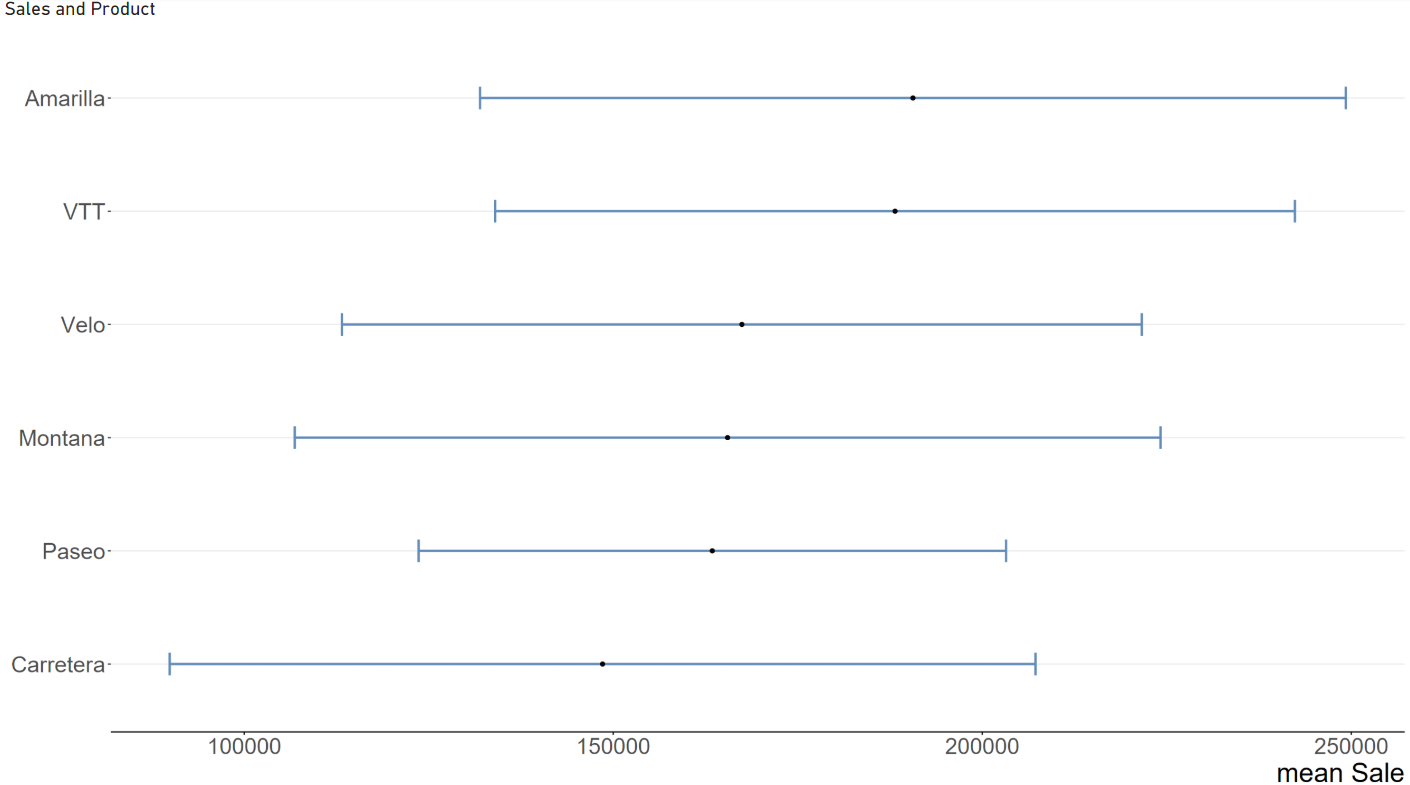 Sales and Product
Amarilla
VTT
Velo
Montana
Paseo
Carretera
100000 150000 200000 250000
mean Sale